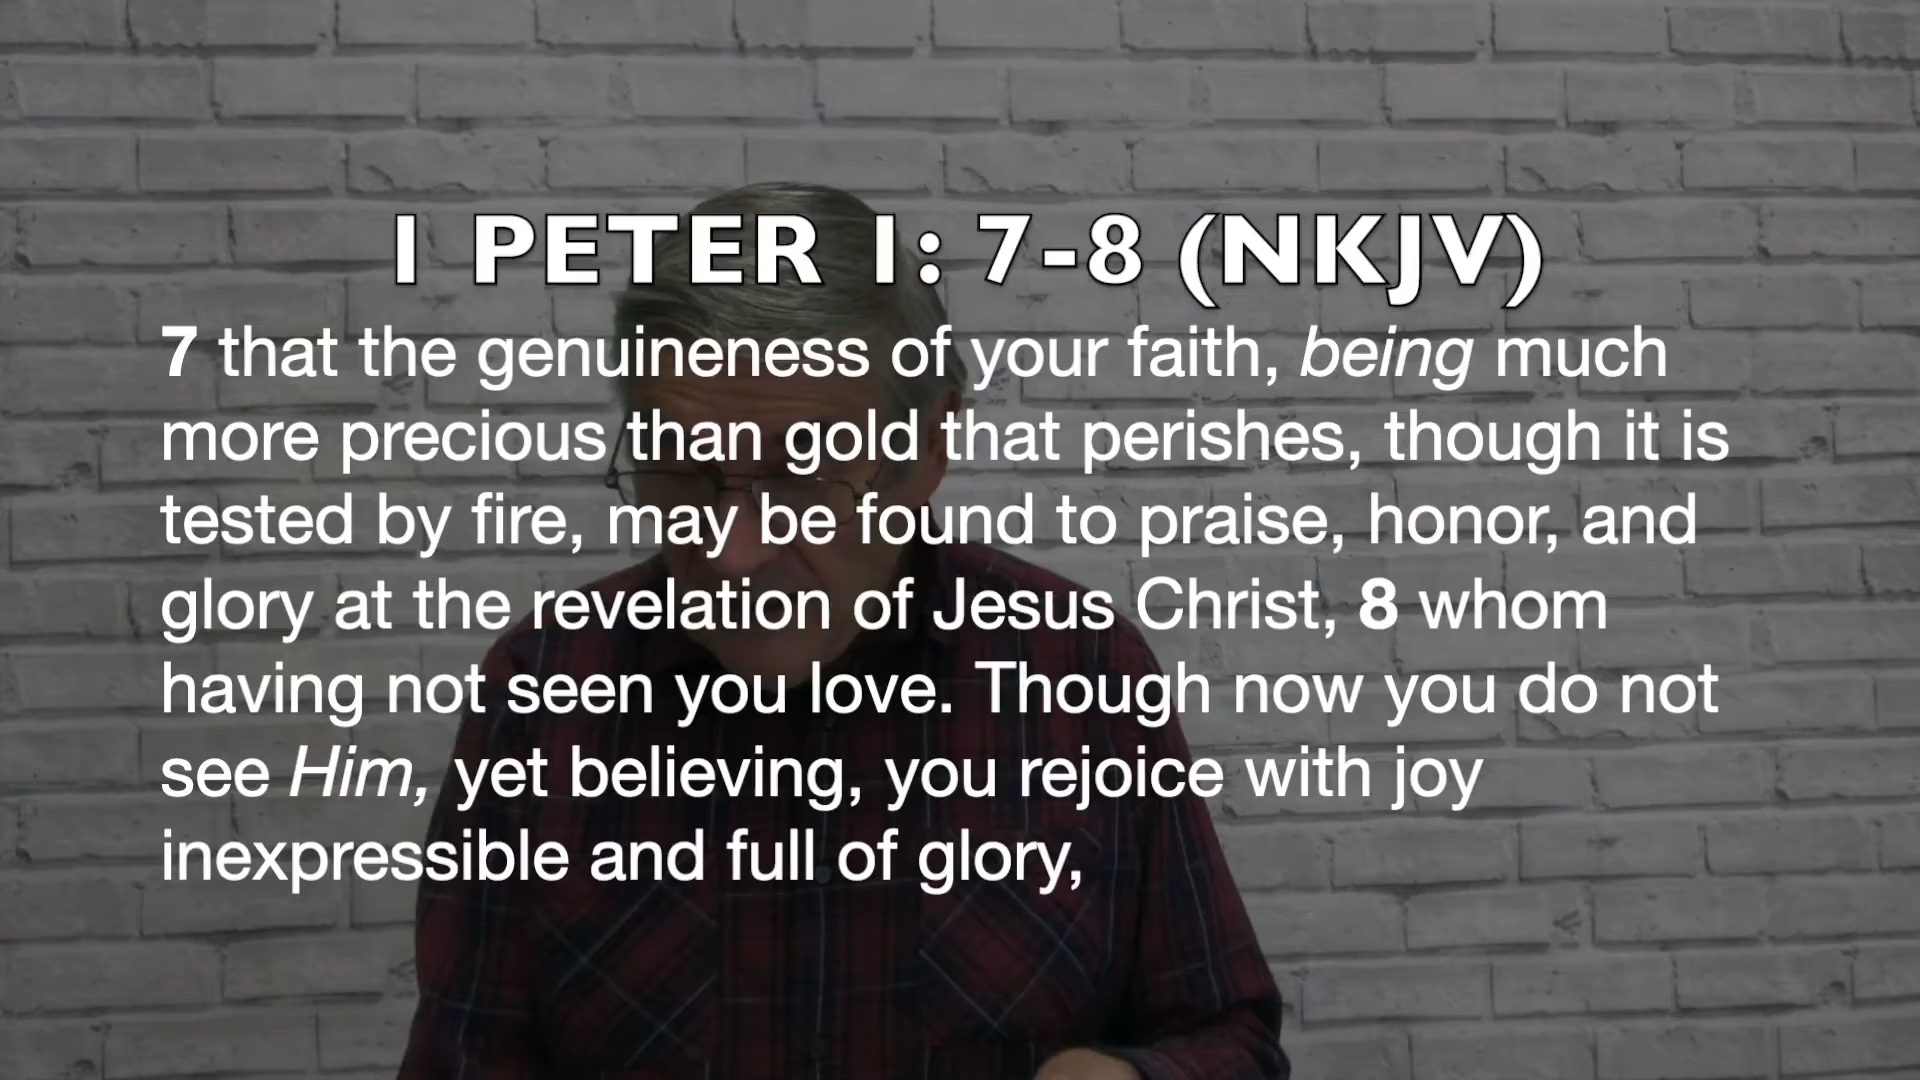 1 PETER 1: 7-8 (NKJV)
7 that the genuineness of your faith, being much
more precious than gold that perishes, though it is
tested by fire, may be found to praise, honor, and
glory at the revelation of Jesus Christ, 8 whom
having not seen you love. Though now you do not
see Him, yet believing, you rejoice with joy
inexpressible and full of glory,